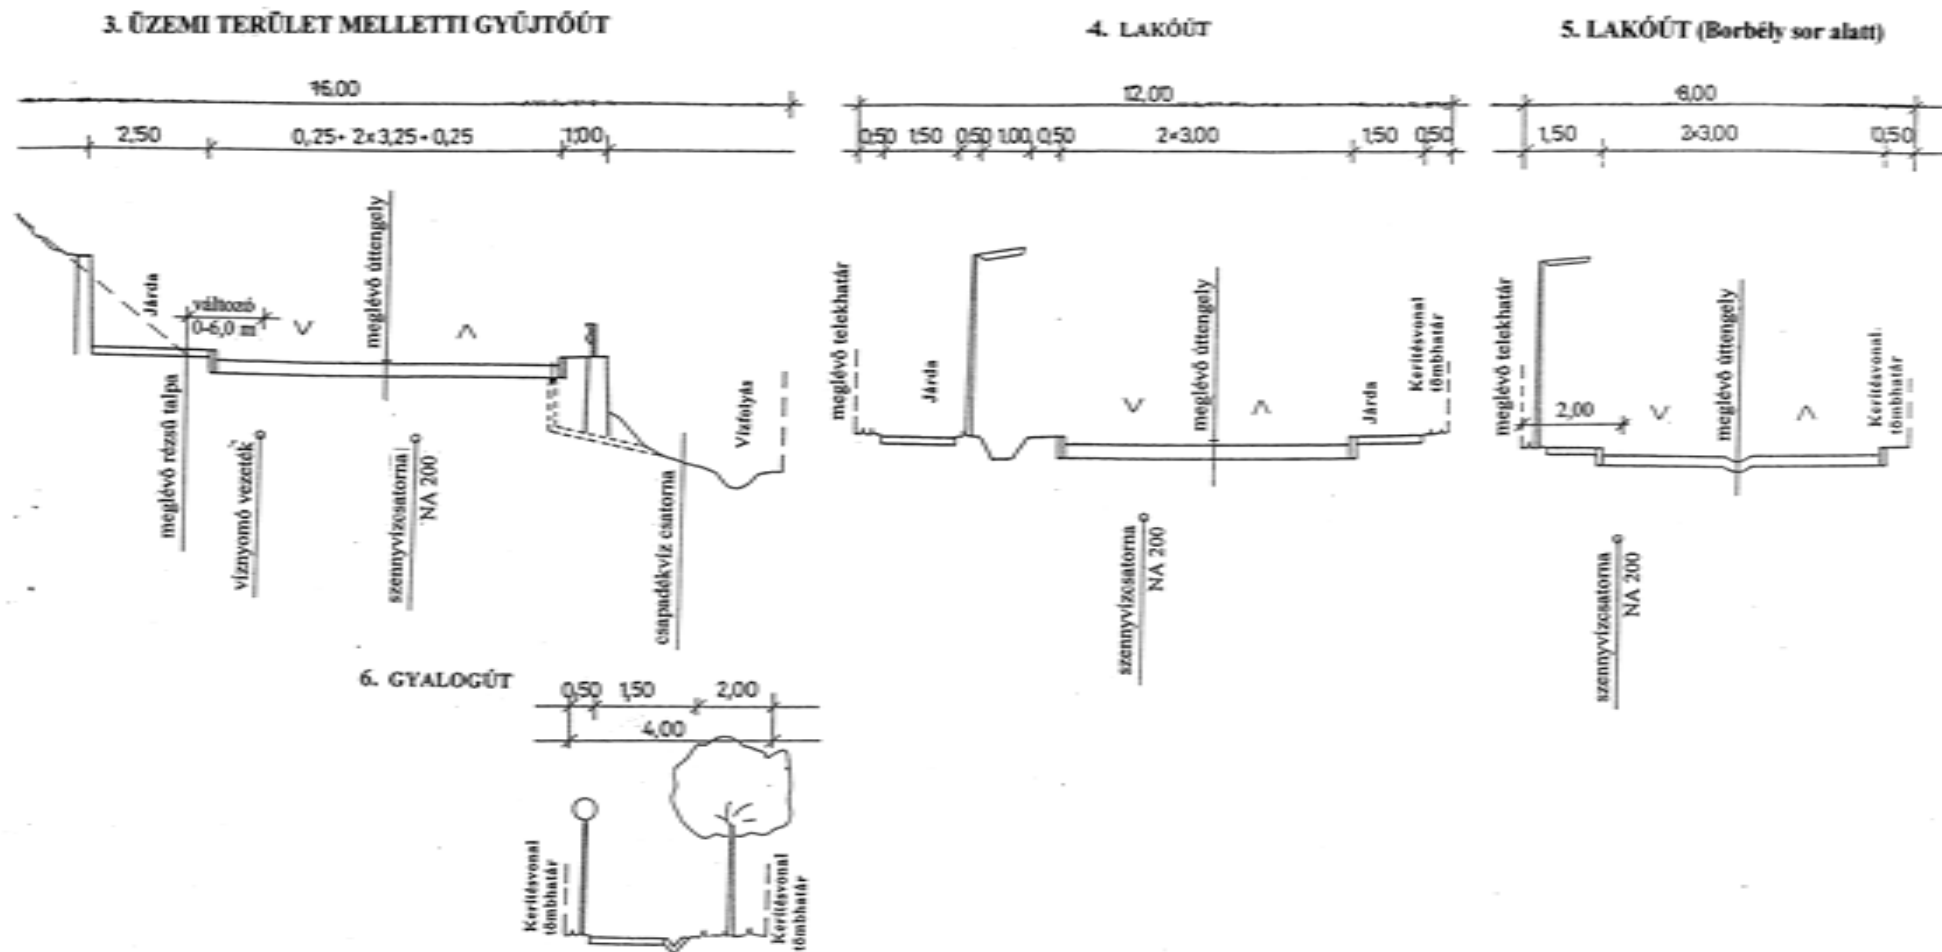 3. ÜZEMI TERÜLET MELLETTI GYŰJTŐÚT
16.00
2,50 0,25+ 2x3,25+0,25 1,00
Járda
változó
0-6,0 m
meglévő úttengely
meglévő rézsű talpa
víznyomó vezeték
szennyvízcsatorna
NA 200
csapadékvíz csatorna
Vízfolyás
4. LAKÓÚT
12,00
0,50 1,50 0,50 1,00 0,50 2×3,00 1,50 0,50
meglévő telekhatár
Járda
meglévő úttengely
Járda
Kerítésvonal
tömbhatár
szennyvízcsatorna
NA 200
5. LAKÓÚT (Borbély sor alatt)
8,00
1,50 2×3,00 0,50
meglévő telekhatár
2,00
meglévő úttengely
Kerítésvonal
tömbhatár
szennyvízcsatorna
NA 200
6. GYALOGÚT
0,50 1,50 2,00
4,00
Kerítésvonal
tömbhatár
Kerítésvonal
tömbhatár